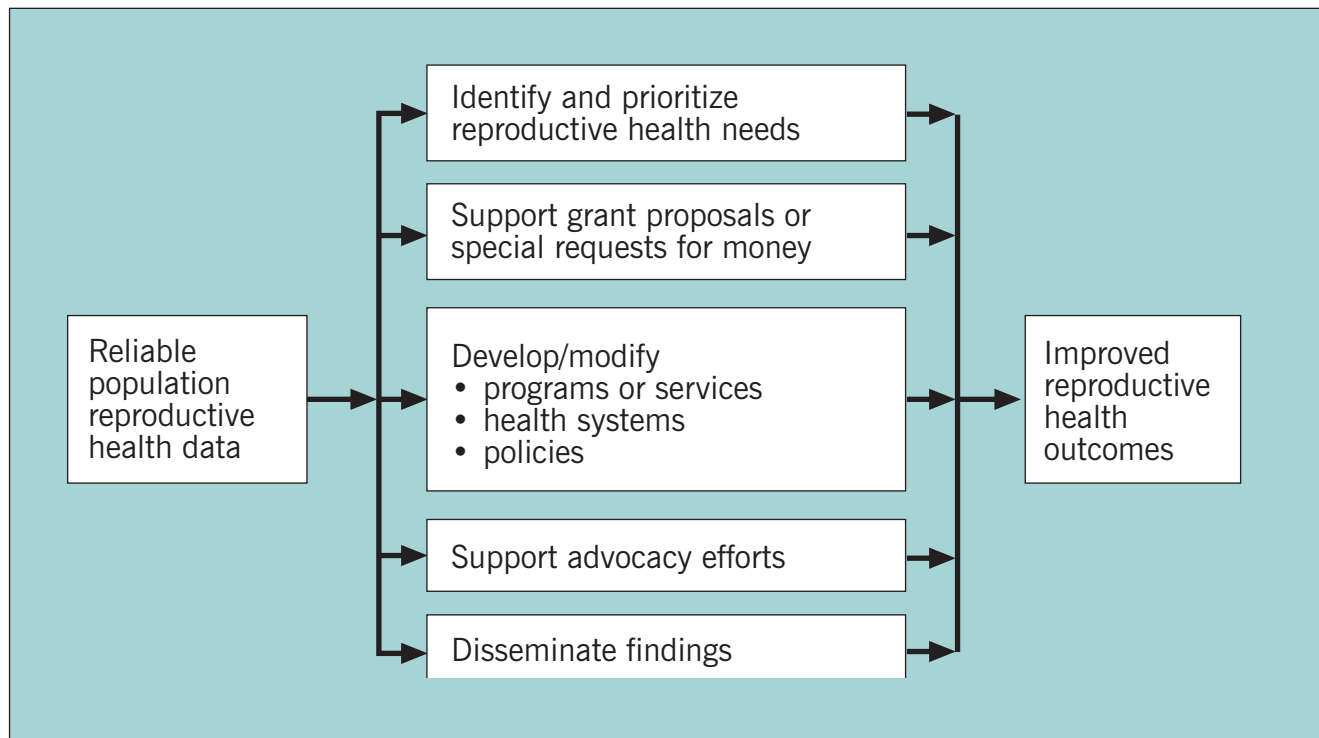 Identify and prioritize
reproductive health needs
Support grant proposals or
special requests for money
Reliable
population
reproductive
health data
Develop/modify
• programs or services
• health systems
• policies
Improved
reproductive
health
outcomes
Support advocacy efforts
Disseminate findings